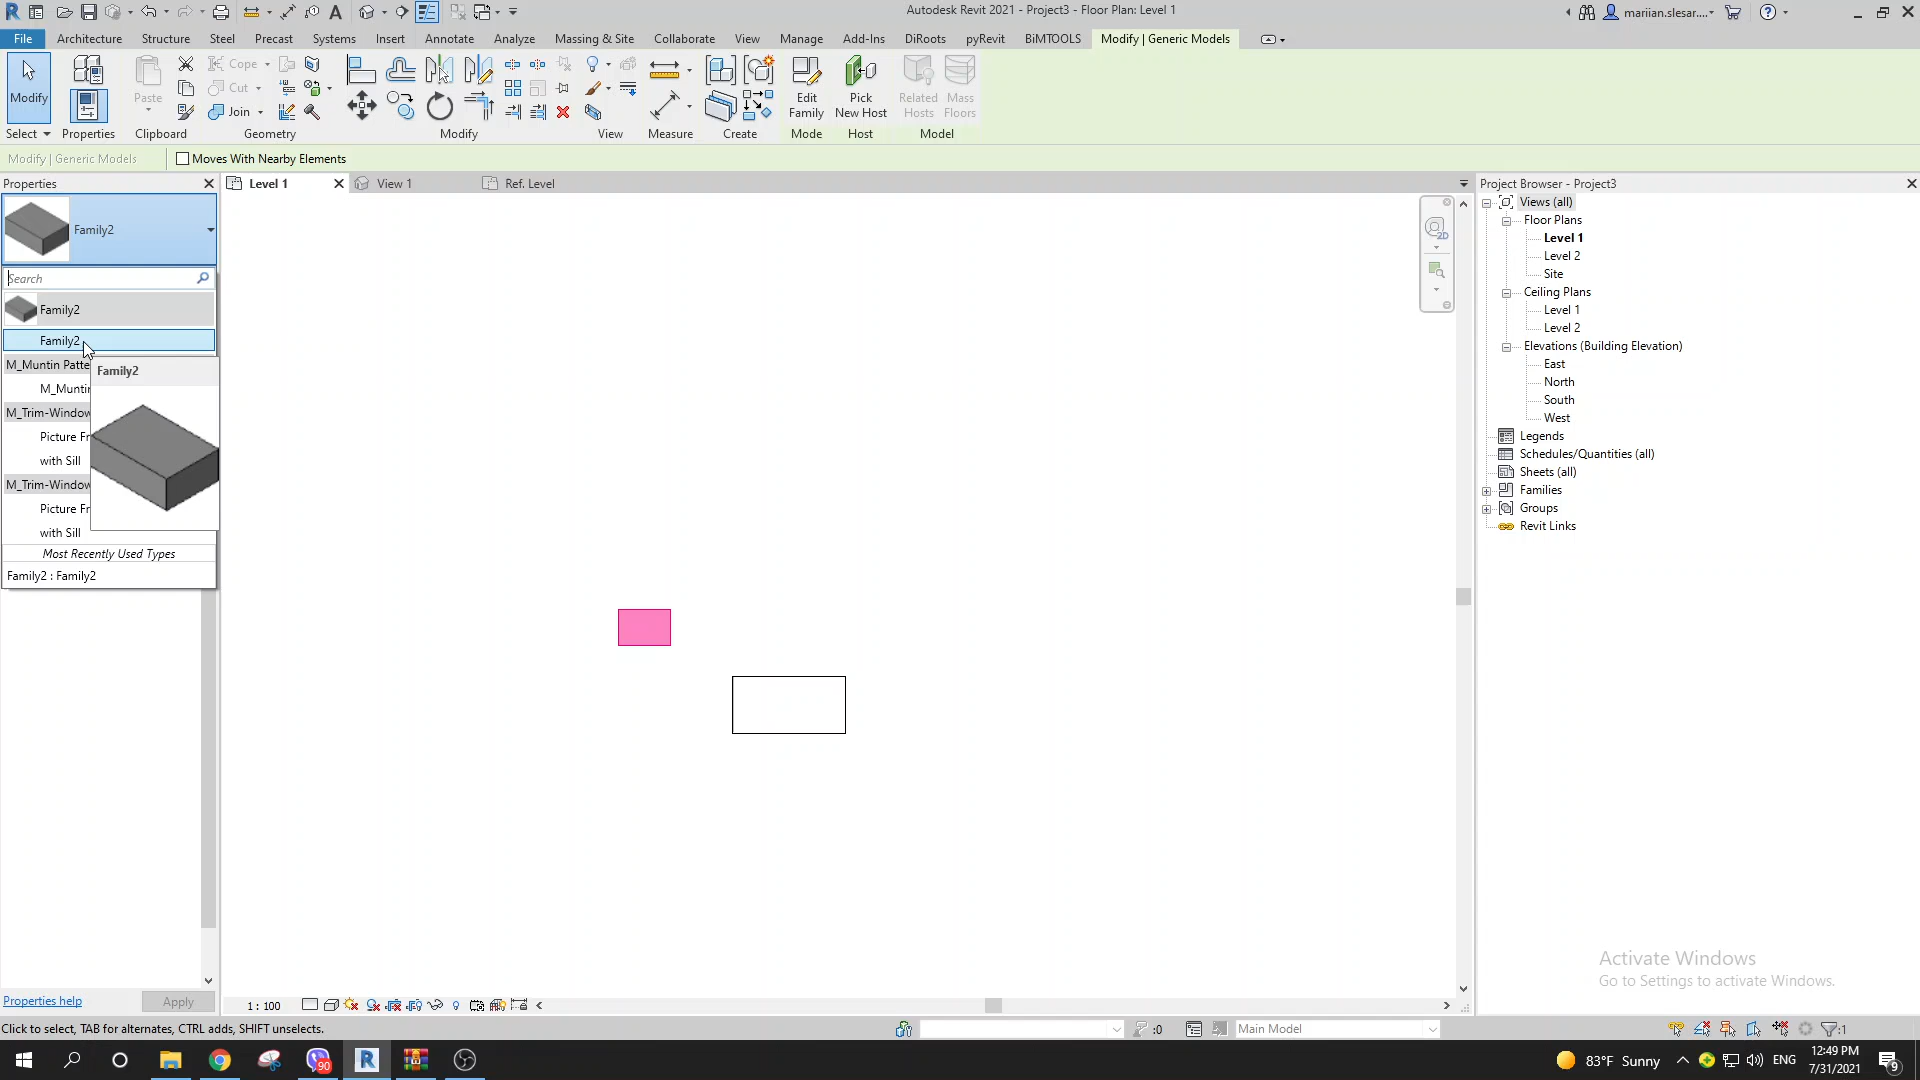 Autodesk Revit 2021 - Project3 - Floor Plan: Level 1
mariian.slesar....
File Architecture Structure Steel Precast Systems Insert Annotate Analyze Massing & Site Collaborate View Manage Add-Ins DiRoots pyRevit BiMTOOLS Modify | Generic Models
Modify
Paste
Cope
Cut
Join
Edit
Family
Pick
New Host
Related
Hosts
Mass
Floors
Select Properties Clipboard Geometry Modify View Measure Create Mode Host Model
Modify | Generic Models
Moves With Nearby Elements
Properties
Family2
Search
Family2
Family2
M_Muntin Patte
M_Muntin
M_Trim-Window
Picture Fr
with Sill
M_Trim-Window
Picture Fr
with Sill
Most Recently Used Types
Family2 : Family2
Family2
Properties help
Apply
Level 1
View 1
Ref. Level
2D
Project Browser - Project3
Views (all)
Floor Plans
Level 1
Level 2
Site
Ceiling Plans
Level 1
Level 2
Elevations (Building Elevation)
East
North
South
West
Legends
Schedules/Quantities (all)
Sheets (all)
Families
Groups
Revit Links
Activate Windows
Go to Settings to activate Windows.
1 : 100
Click to select, TAB for alternates, CTRL adds, SHIFT unselects.
:0
Main Model
:1
90
83°F Sunny
ENG
12:49 PM
7/31/2021
9